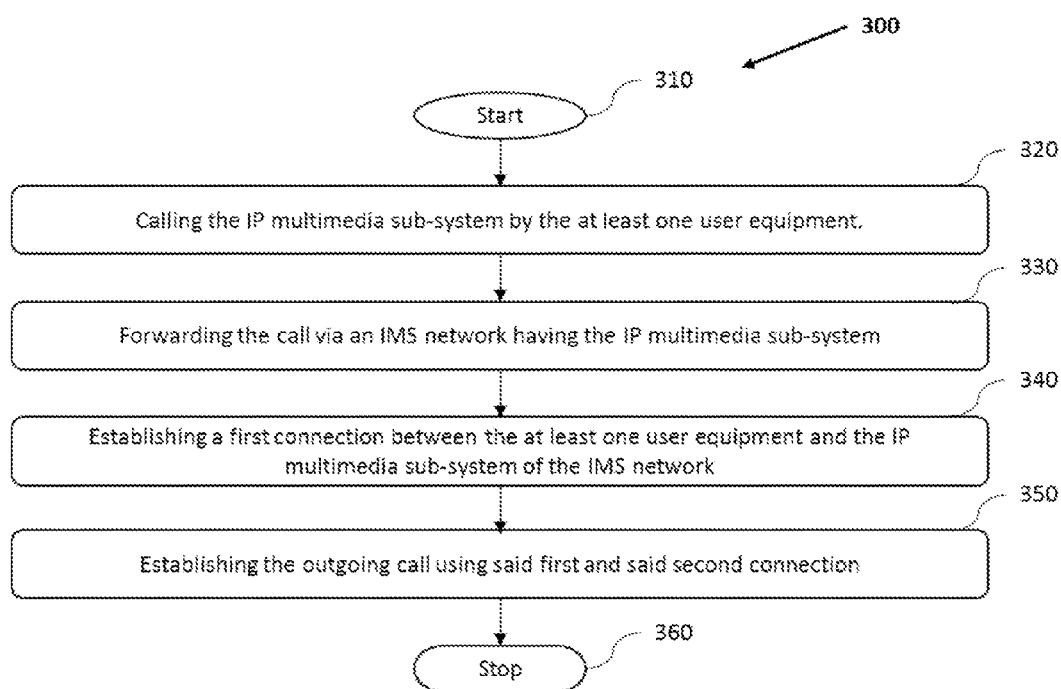 300
310
Start
320
Calling the IP multimedia sub-system by the at least one user equipment.
330
Forwarding the call via an IMS network having the IP multimedia sub-system
340
Establishing a first connection between the at least one user equipment and the IP
multimedia sub-system of the IMS network
350
Establishing the outgoing call using said first and said second connection
360
Stop